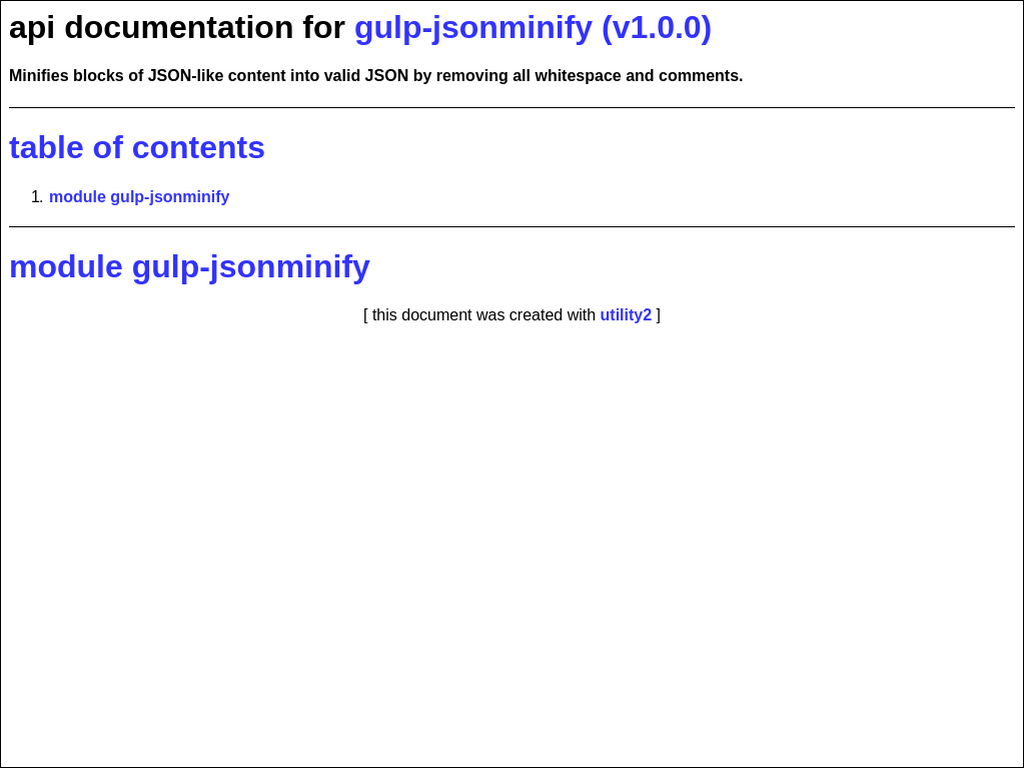 api documentation for gulp-jsonminify (v1.0.0)
Minifies blocks of JSON-like content into valid JSON by removing all whitespace and comments.
table of contents
1. module gulp-jsonminify
module gulp-jsonminify
[ this document was created with utility2 ]